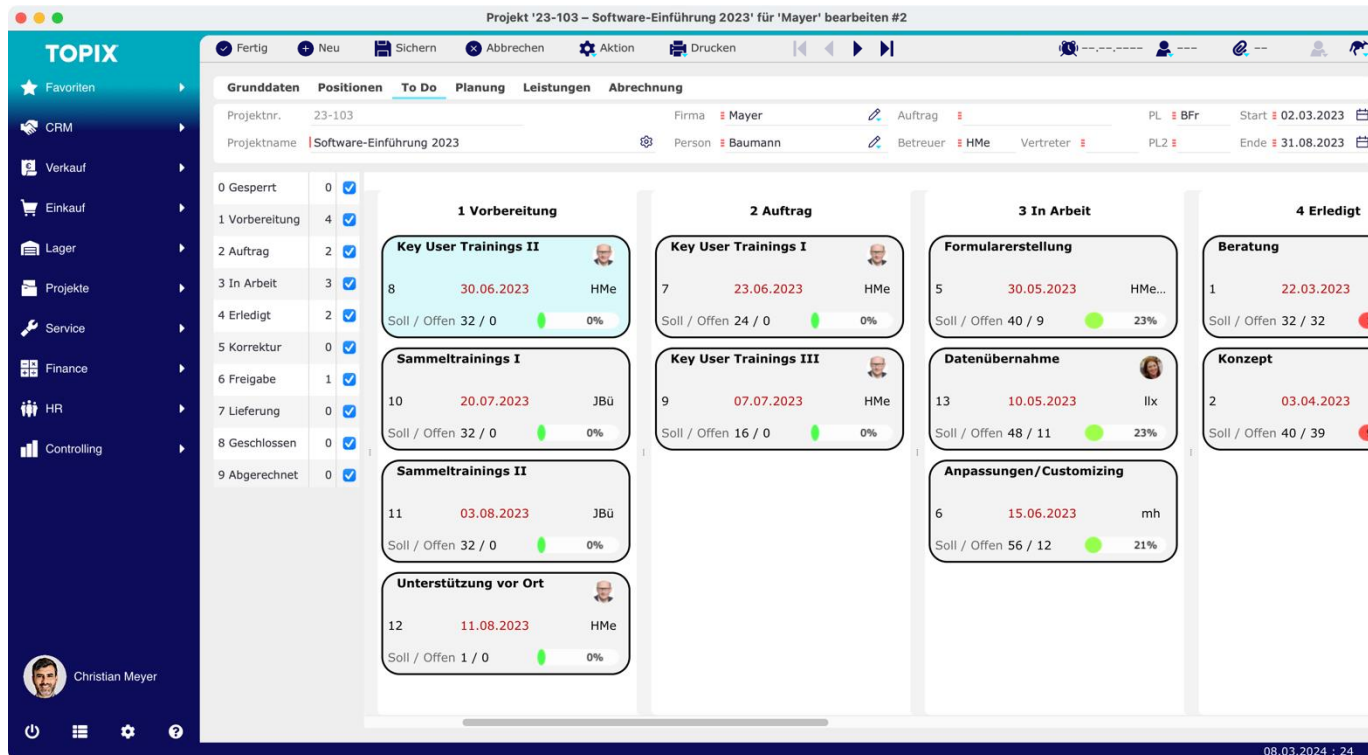 Projekt '23-103 – Software-Einführung 2023' für 'Mayer' bearbeiten #2
TOPIX
Fertig Neu Sichern Abbrechen Aktion Drucken --.--.---- --- --
Favoriten
CRM
Verkauf
Einkauf
Lager
Projekte
Service
Finance
HR
Controlling
Christian Meyer
Grunddaten Positionen To Do Planung Leistungen Abrechnung
Projektnr. 23-103 Firma Mayer Auftrag PL BFr Start 02.03.2023
Projektname Software-Einführung 2023 Person Baumann Betreuer HMe Vertreter PL2 Ende 31.08.2023
0 Gesperrt 0
1 Vorbereitung 4
2 Auftrag 2
3 In Arbeit 3
4 Erledigt 2
5 Korrektur 0
6 Freigabe 1
7 Lieferung 0
8 Geschlossen 0
9 Abgerechnet 0
1 Vorbereitung
Key User Trainings II
8 30.06.2023 HMe
Soll / Offen 32 / 0 0%
Sammeltrainings I
10 20.07.2023 JBü
Soll / Offen 32 / 0 0%
Sammeltrainings II
11 03.08.2023 JBü
Soll / Offen 32 / 0 0%
Unterstützung vor Ort
12 11.08.2023 HMe
Soll / Offen 1 / 0 0%
2 Auftrag
Key User Trainings I
7 23.06.2023 HMe
Soll / Offen 24 / 0 0%
Key User Trainings III
9 07.07.2023 HMe
Soll / Offen 16 / 0 0%
3 In Arbeit
Formularerstellung
5 30.05.2023 HMe...
Soll / Offen 40 / 9 23%
Datenübernahme
13 10.05.2023 llx
Soll / Offen 48 / 11 23%
Anpassungen/Customizing
6 15.06.2023 mh
Soll / Offen 56 / 12 21%
4 Erledigt
Beratung
1 22.03.2023
Soll / Offen 32 / 32
Konzept
2 03.04.2023
Soll / Offen 40 / 39
08.03.2024 : 24